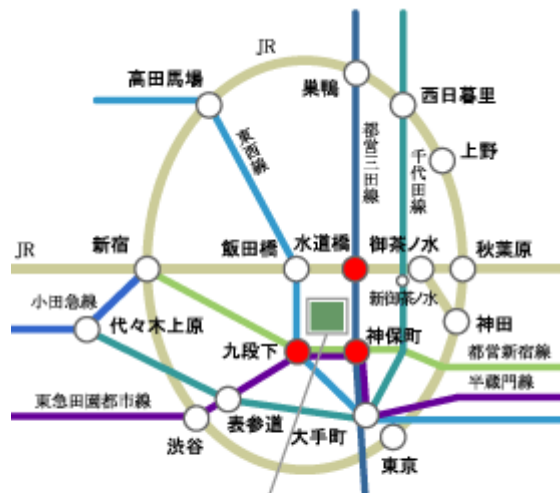 JR
高田馬場
巣鴨
西日暮里
東西線
都営三田線
千代田線
上野
JR
新宿
飯田橋
水道橋
御茶ノ水
秋葉原
小田急線
新御茶ノ水
代々木上原
九段下
神保町
神田
都営新宿線
半蔵門線
東急田園都市線
渋谷
表参道
大手町
東京